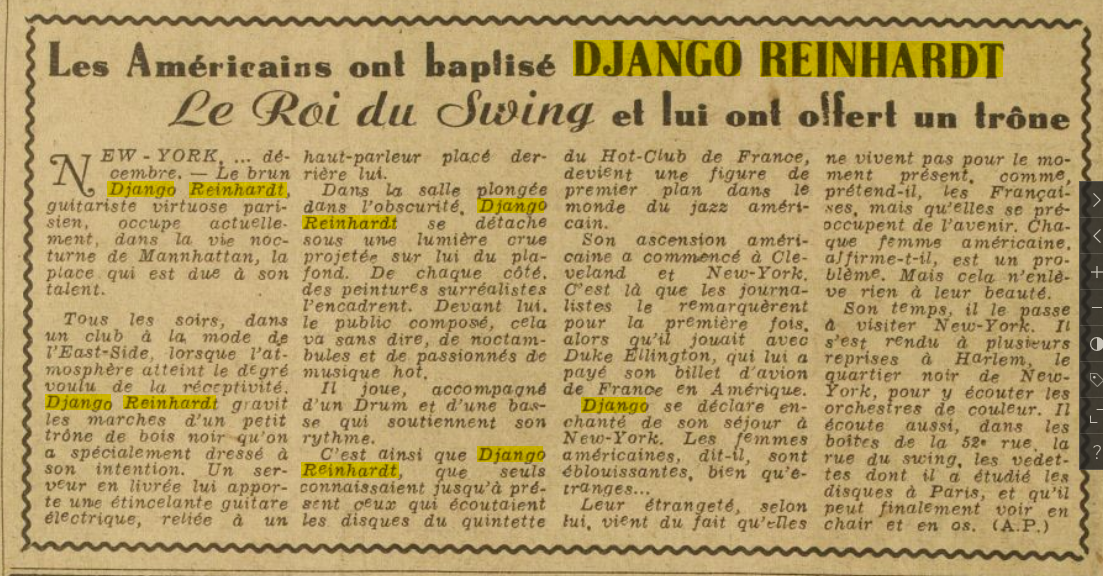 Les Américains ont baptisé DJANGO REINHARDT
Le Roi du Swing et lui ont offert un trône
NEW-YORK, ... dé-
cembre. — Le brun
Django Reinhardt,
guitariste virtuose pari-
sien, occupe actuelle-
ment, dans la vie noc-
turne de Mannhattan, la
place qui est due à son
talent.
Tous les soirs, dans
un club à la mode de
l'East-Side, lorsque l'at-
mosphère atteint le degré
voulu de la réceptivité,
Django Reinhardt gravit
les marches d'un petit
trône de bois noir qu'on
a spécialement dressé à
son intention. Un ser-
veur en livrée lui appor-
te une étincelante guitare
électrique, reliée à un
haut-parleur placé der-
rière lui.
Dans la salle plongée
dans l'obscurité, Django
Reinhardt se détache
sous une lumière crue
projetée sur lui du pla-
fond. De chaque côté,
des peintures surréalistes
l'encadrent. Devant lui,
le public composé, cela
va sans dire, de noctam-
bules et de passionnés de
musique hot.
Il joue, accompagné
d'un Drum et d'une bas-
se qui soutiennent son
rythme.
C'est ainsi que Django
Reinhardt, que seuls
connaissaient jusqu'à pré-
sent ceux qui écoutaient
les disques du quintette
du Hot-Club de France,
devient une figure de
premier plan dans le
monde du jazz améri-
cain.
Son ascension améri-
caine a commencé à Cle-
veland et New-York.
C'est là que les journa-
listes le remarquèrent
pour la première fois,
alors qu'il jouait avec
Duke Ellington, qui lui a
payé son billet d'avion
de France en Amérique.
Django se déclare en-
chanté de son séjour à
New-York. Les femmes
américaines, dit-il, sont
éblouissantes, bien qu'é-
tranges...
Leur étrangeté, selon
lui, vient du fait qu'elles
ne vivent pas pour le mo-
ment présent, comme,
prétend-il, les Françai-
ses, mais qu'elles se pré-
occupent de l'avenir. Cha-
que femme américaine,
affirme-t-il, est un pro-
blème. Mais cela n'enlè-
ve rien à leur beauté.
Son temps, il le passe
à visiter New-York. Il
s'est rendu à plusieurs
reprises à Harlem, le
quartier noir de New-
York, pour y écouter les
orchestres de couleur. Il
écoute aussi, dans les
boîtes de la 52e rue, la
rue du swing, les vedet-
tes dont il a étudié les
disques à Paris, et qu'il
peut finalement voir en
chair et en os. (A.P.)